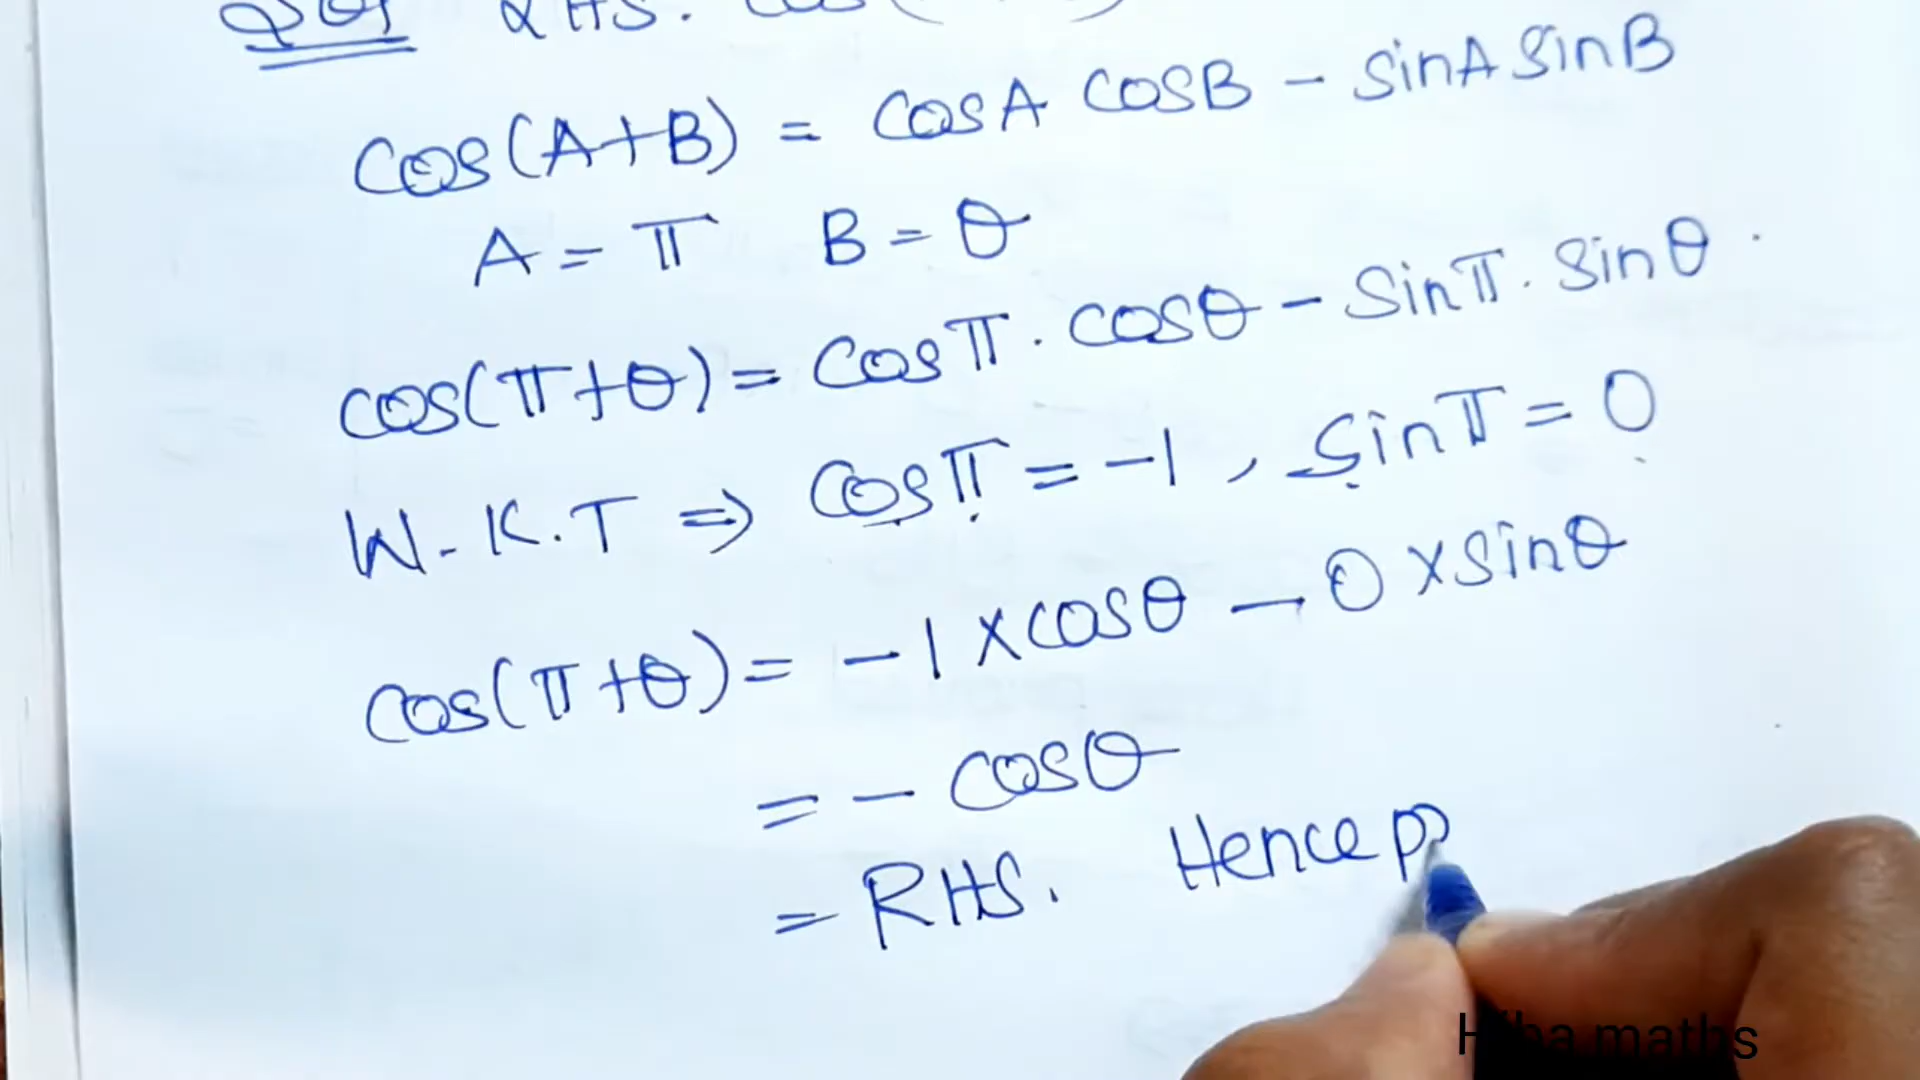 cos(A+B) = cosA cosB - sinA sinB
A = π B = θ
cos(π+θ) = cosπ . cosθ - sinπ . sinθ .
W.K.T ⇒ cosπ = -1 , sinπ = 0
cos(π+θ) = -1 × cosθ - 0 × sinθ
= - cosθ
= RHS. Hence p
maths